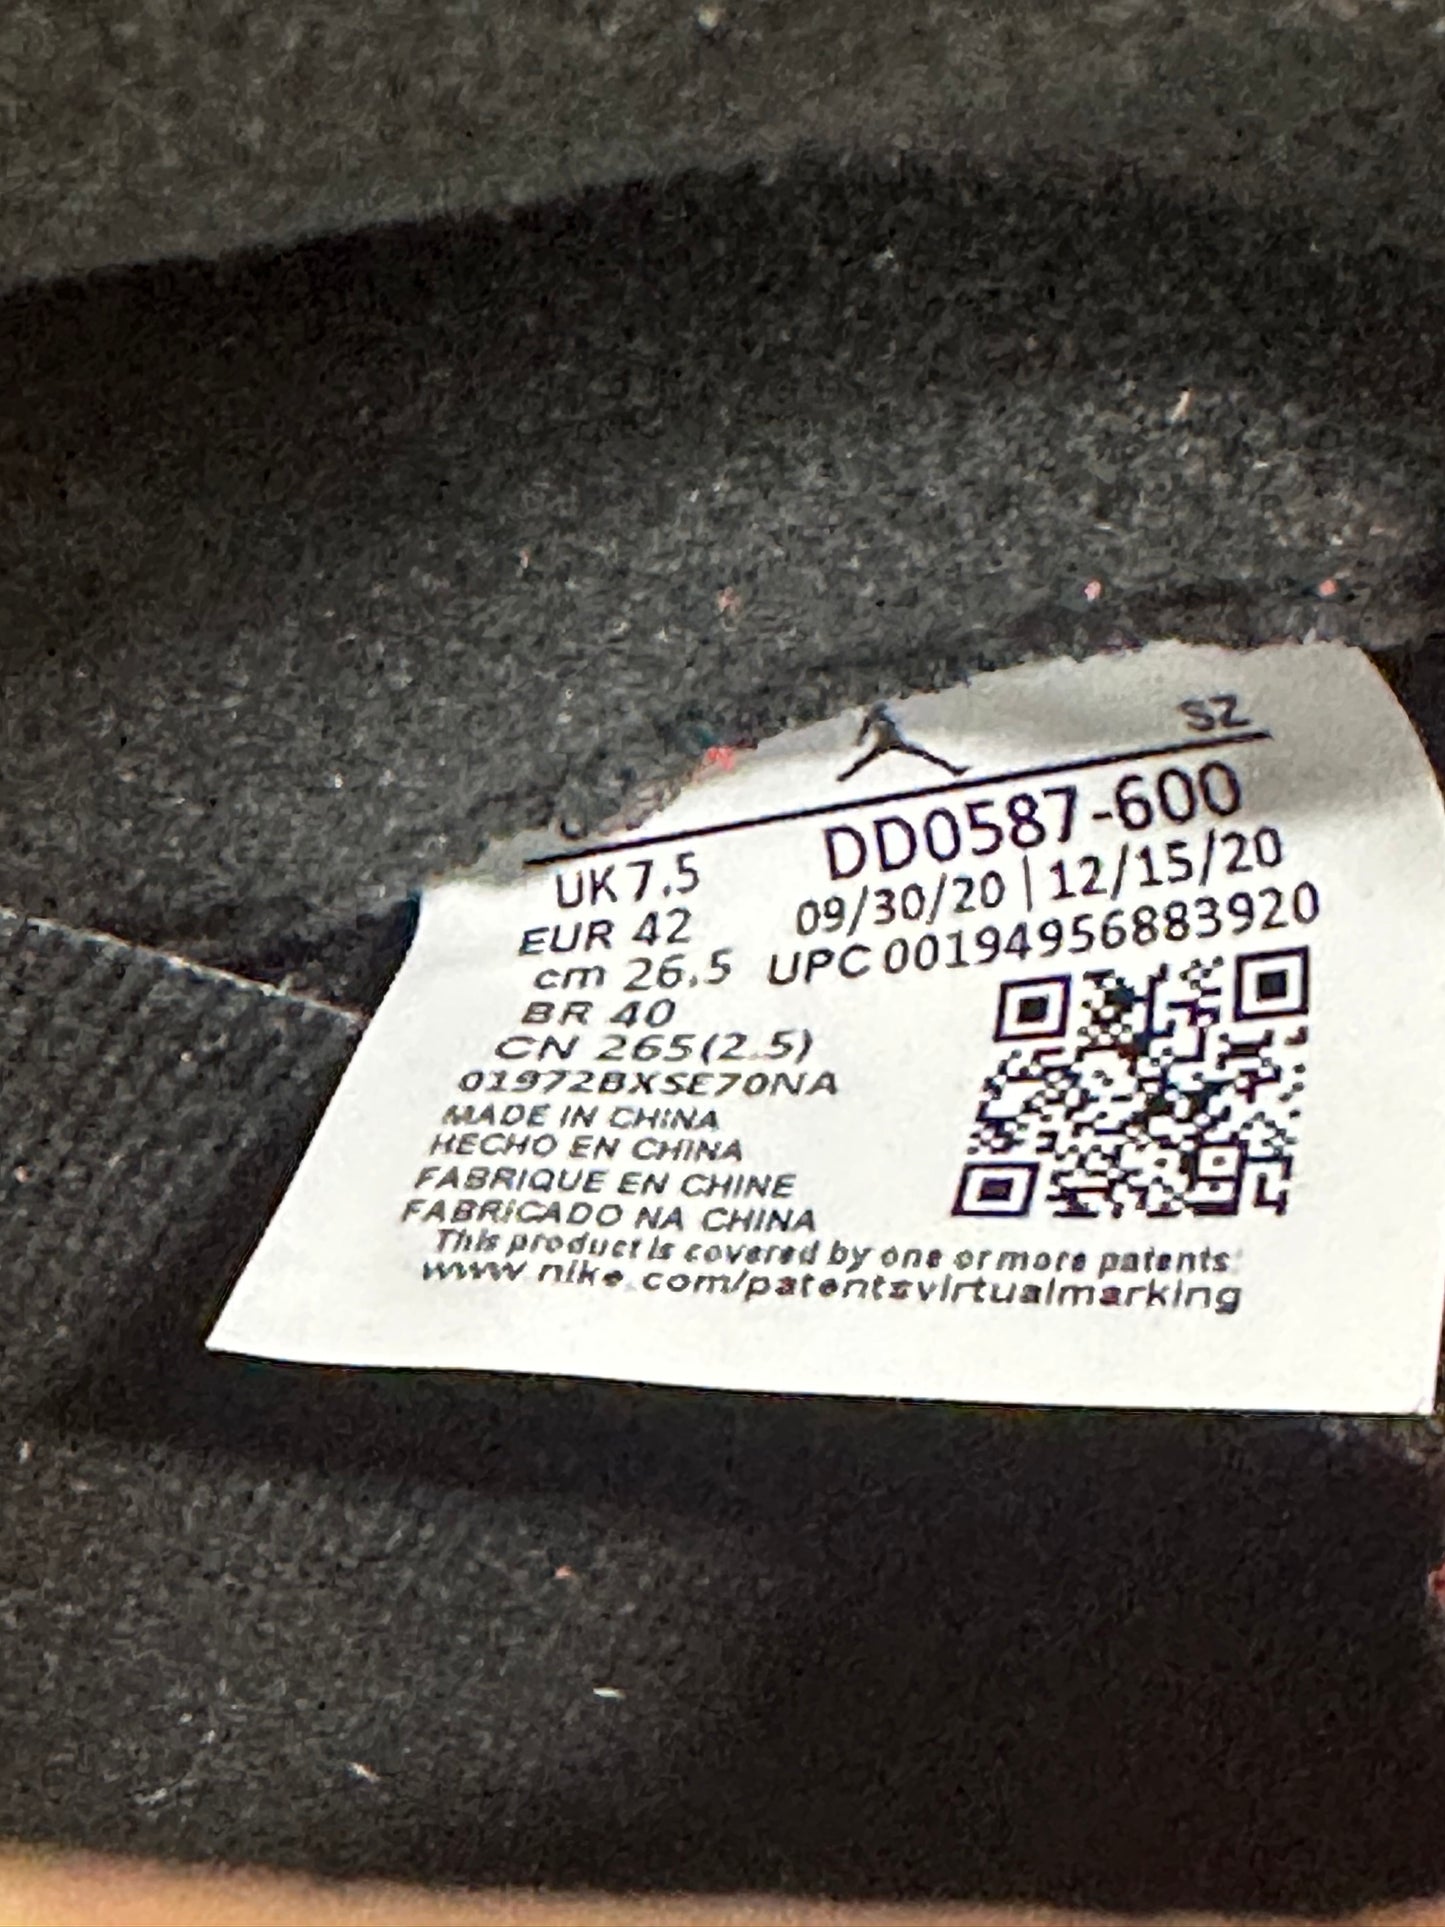 SZ
UK 7.5
EUR 42
cm 26.5
BR 40
CN 265(2.5)
01972BXSE70NA
MADE IN CHINA
HECHO EN CHINA
FABRIQUE EN CHINE
FABRICADO NA CHINA
DD0587-600
09/30/20 | 12/15/20
UPC 00194956883920
This product is covered by one or more patents:
www.nike.com/patentsvirtualmarking